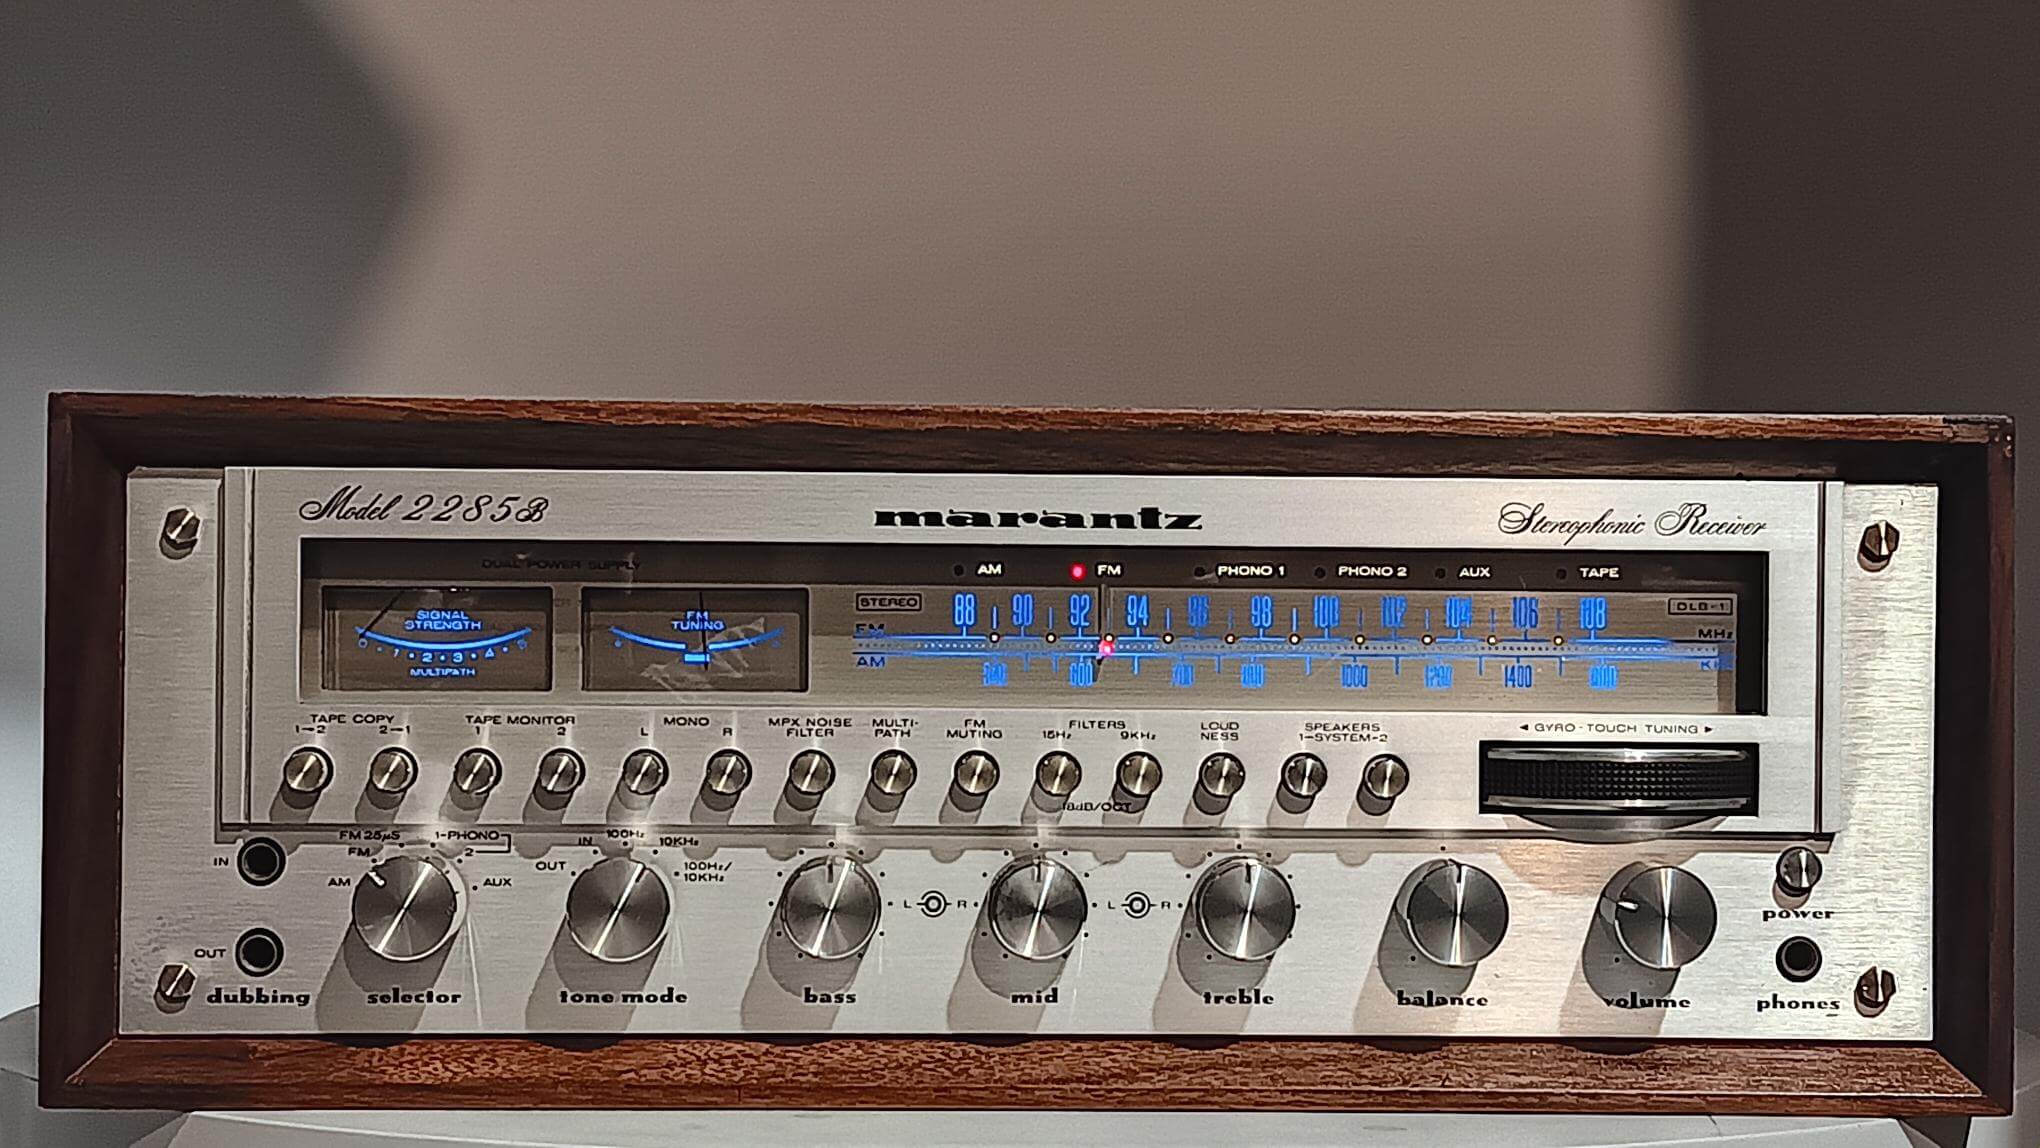 Model 2285B
marantz
Stereophonic Receiver
DUAL POWER SUPPLY
AM FM PHONO 1 PHONO 2 AUX TAPE
SIGNAL STRENGTH
0 1 2 3 4 5
MULTIPATH
FM TUNING
STEREO
DLB-1
FM 88 90 92 94 96 98 100 102 104 106 108 MHz
AM 600 700 800 1000 1200 1400 KHz
TAPE COPY
1→2 2→1
TAPE MONITOR
1 2
MONO
L R
MPX NOISE FILTER
MULTI-PATH
FM MUTING
FILTERS
15Hz 9KHz
18dB/OCT
LOUD NESS
SPEAKERS
1-SYSTEM-2
◄ GYRO-TOUCH TUNING ►
IN
OUT
dubbing
AM
FM
FM 25µS
1-PHONO
2
AUX
selector
OUT
IN
100Hz
10KHz
100Hz/
10KHz
tone mode
bass
L R
mid
L R
treble
balance
volume
power
phones